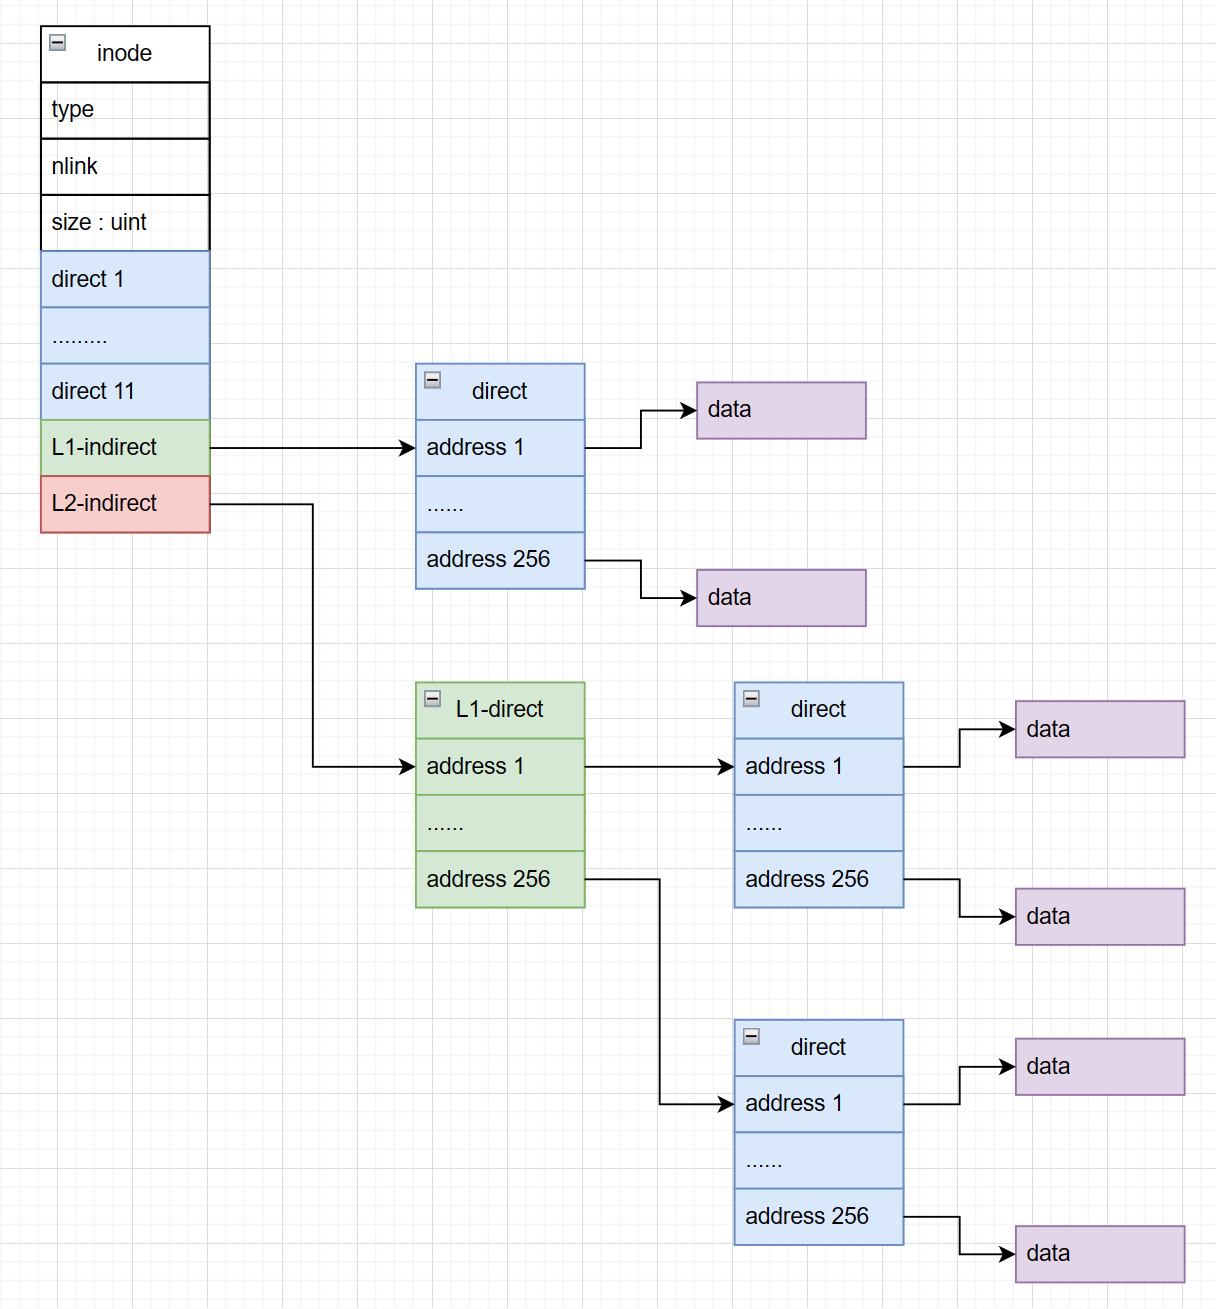 inode
type
nlink
size : uint
direct 1
.........
direct 11
L1-indirect
L2-indirect
direct
address 1
......
address 256
data
data
L1-direct
address 1
......
address 256
direct
address 1
......
address 256
data
data
direct
address 1
......
address 256
data
data